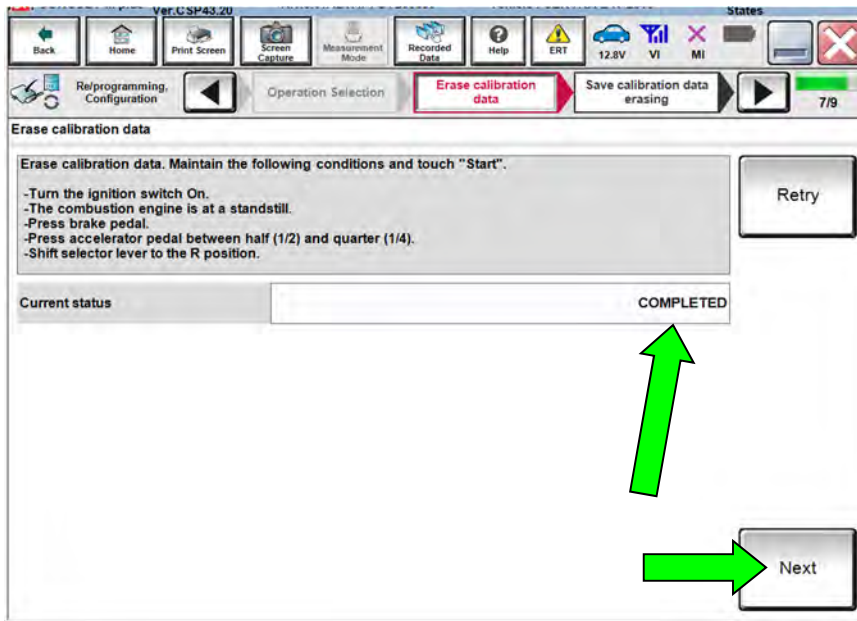 Ver.CSP43.20
States
Back
Home
Print Screen
Screen
Capture
Measurement
Mode
Recorded
Data
Help
ERT
12.8V
VI
MI
Re/programming,
Configuration
Operation Selection
Erase calibration
data
Save calibration data
erasing
7/9
Erase calibration data
Erase calibration data. Maintain the following conditions and touch "Start".
-Turn the ignition switch On.
-The combustion engine is at a standstill.
-Press brake pedal.
-Press accelerator pedal between half (1/2) and quarter (1/4).
-Shift selector lever to the R position.
Retry
Current status
COMPLETED
Next